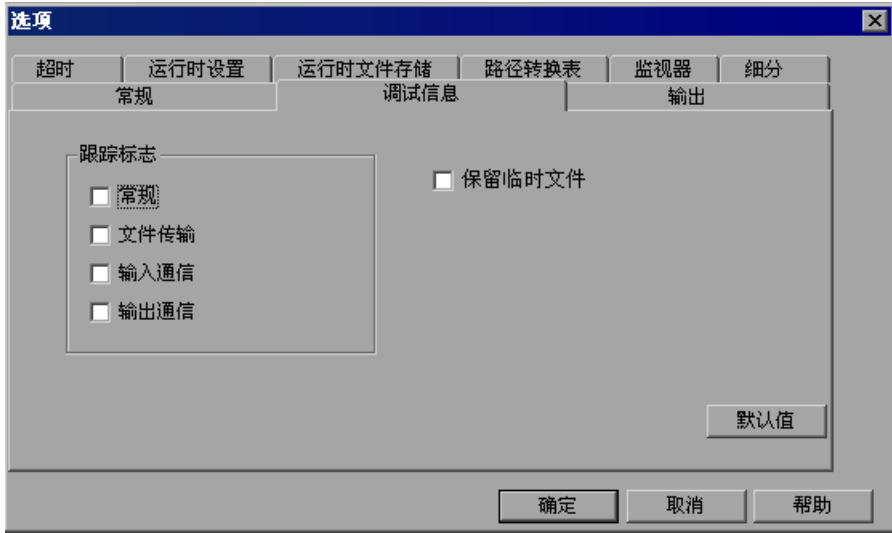 选项
超时 运行时设置 运行时文件存储 路径转换表 监视器 细分
常规 调试信息 输出
跟踪标志
常规
文件传输
输入通信
输出通信
保留临时文件
默认值
确定 取消 帮助